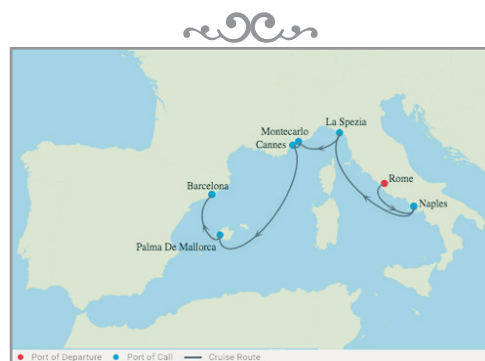 La Spezia
Montecarlo
Cannes
Rome
Barcelona
Naples
Palma De Mallorca
Port of Departure Port of Call Cruise Route